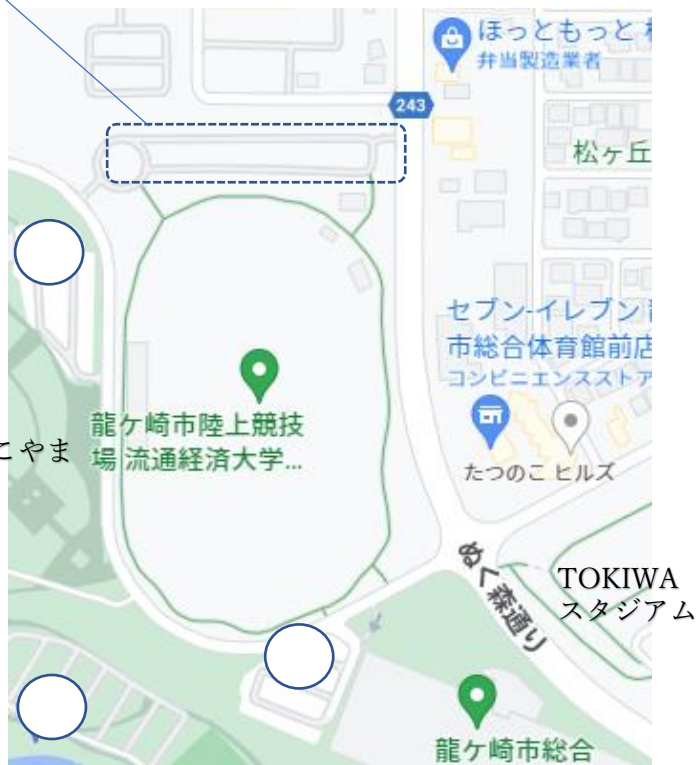 ほっともっと
弁当製造業者
243
松ヶ丘
セブン-イレブン
市総合体育館前店
コンビニエンスストア
龍ケ崎市陸上競技
場 流通経済大学...
こやま
たつのこ ヒルズ
ぬく森通り
TOKIWA
スタジアム
龍ケ崎市総合